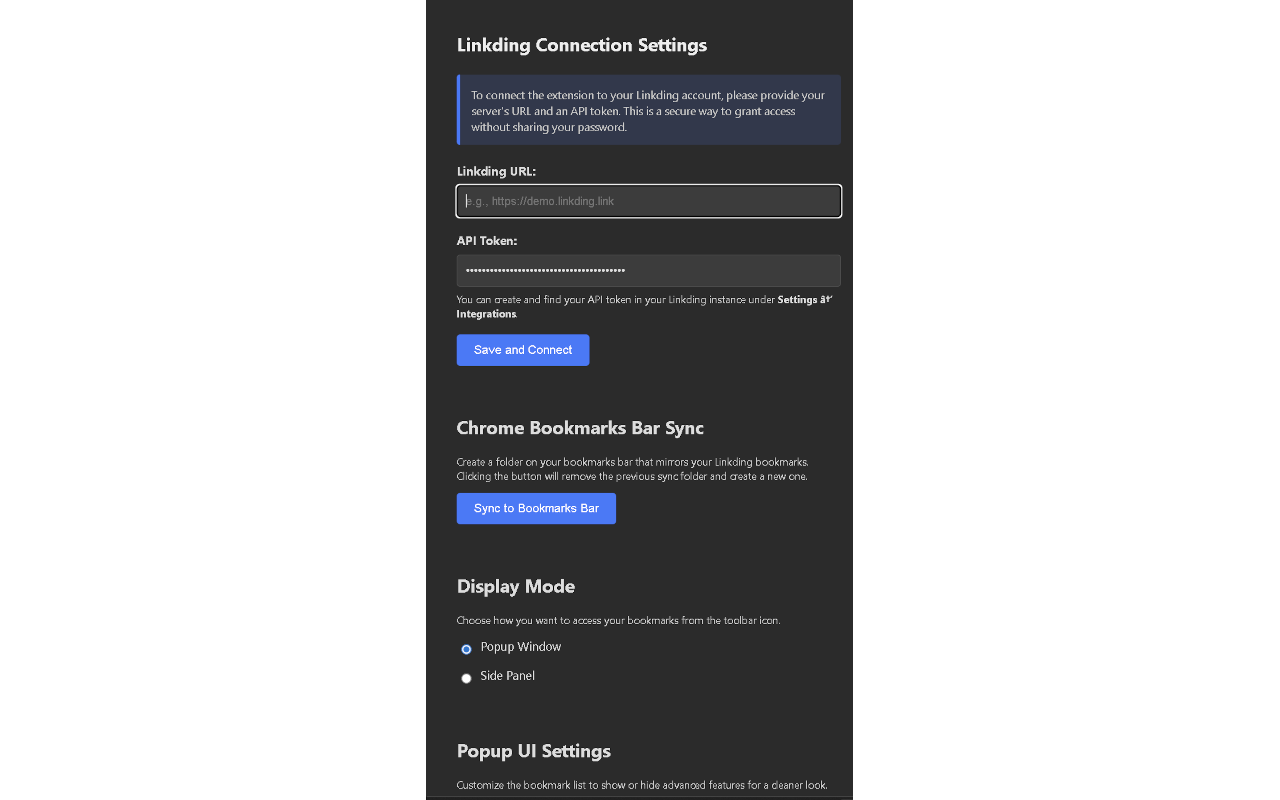 Linkding Connection Settings
To connect the extension to your Linkding account, please provide your
server's URL and an API token. This is a secure way to grant access
without sharing your password.
Linkding URL:
e.g., https://demo.linkding.link
API Token:
••••••••••••••••••••••••••••••••••••••••
You can create and find your API token in your Linkding instance under Settings â†’
Integrations.
Save and Connect
Chrome Bookmarks Bar Sync
Create a folder on your bookmarks bar that mirrors your Linkding bookmarks.
Clicking the button will remove the previous sync folder and create a new one.
Sync to Bookmarks Bar
Display Mode
Choose how you want to access your bookmarks from the toolbar icon.
Popup Window
Side Panel
Popup UI Settings
Customize the bookmark list to show or hide advanced features for a cleaner look.